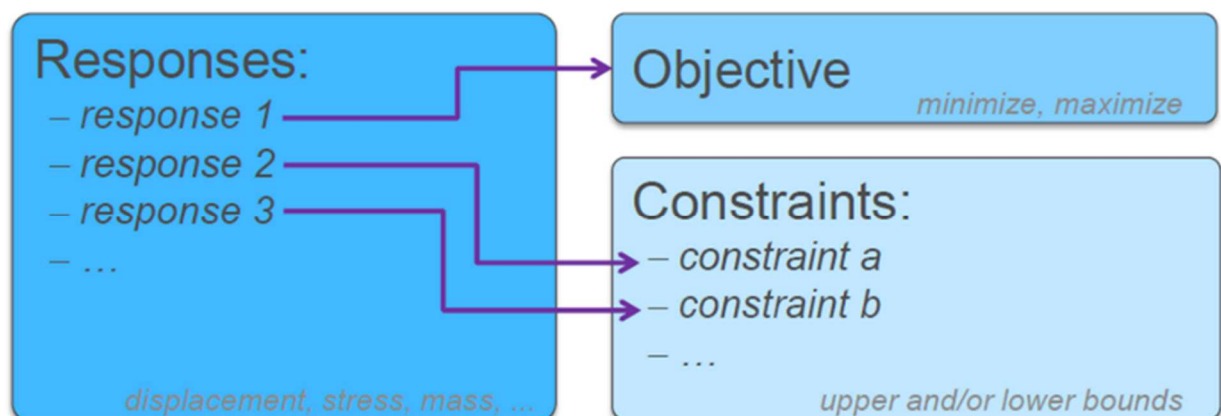 Responses:
– response 1
– response 2
– response 3
– ...
displacement, stress, mass, ...
Objective
minimize, maximize
Constraints:
– constraint a
– constraint b
– ...
upper and/or lower bounds